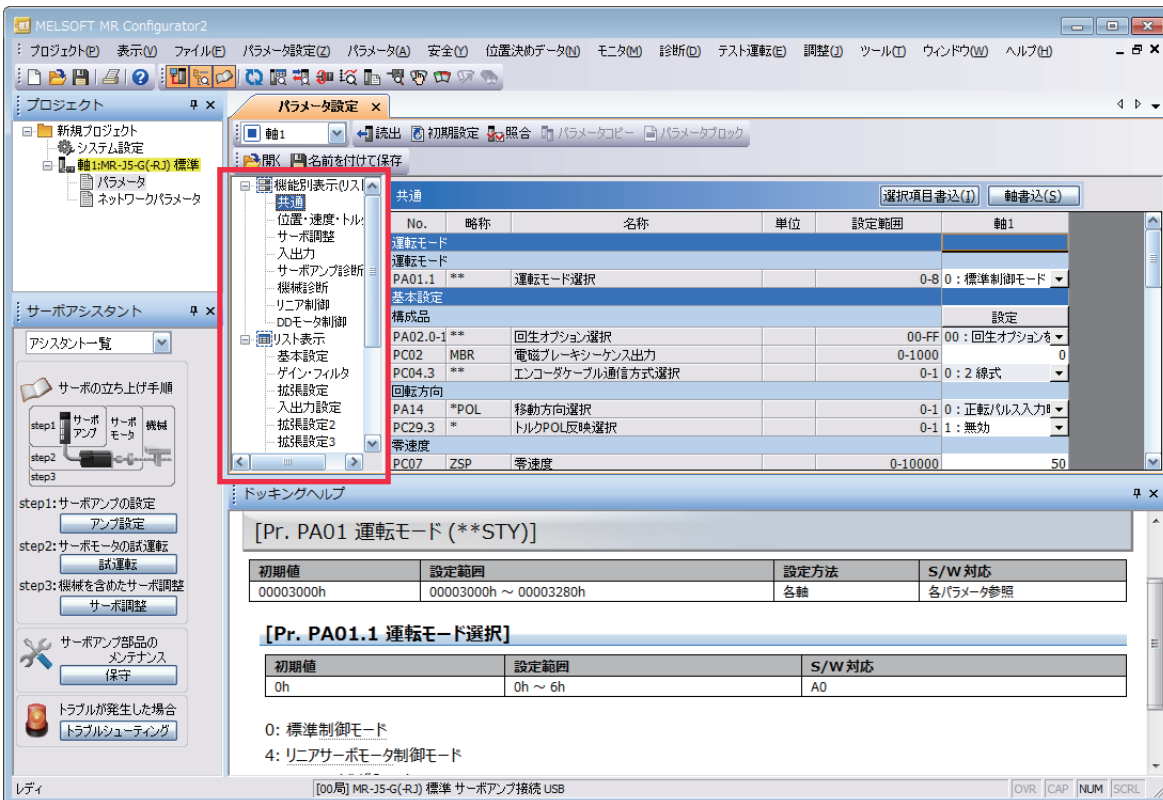 MELSOFT MR Configurator2
プロジェクト(P) 表示(V) ファイル(F) パラメータ設定(Z) パラメータ(A) 安全(Y) 位置決めデータ(N) モニタ(M) 診断(D) テスト運転(E) 調整(J) ツール(T) ウィンドウ(W) ヘルプ(H)
プロジェクト
新規プロジェクト
システム設定
軸1:MR-J5-G(-RJ) 標準
パラメータ
ネットワークパラメータ
サーボアシスタント
アシスタント一覧
サーボの立ち上げ手順
step1 サーボアンプ サーボモータ 機械
step2
step3
step1:サーボアンプの設定
アンプ設定
step2:サーボモータの試運転
試運転
step3:機械を含めたサーボ調整
サーボ調整
サーボアンプ部品の
メンテナンス
保守
トラブルが発生した場合
トラブルシューティング
パラメータ設定
軸1 読出 初期設定 照合 パラメータコピー パラメータブロック
開く 名前を付けて保存
機能別表示(リス
共通
位置・速度・トル
サーボ調整
入出力
サーボアンプ診断
機械診断
リニア制御
DDモータ制御
リスト表示
基本設定
ゲイン・フィルタ
拡張設定
入出力設定
拡張設定2
拡張設定3
共通 選択項目書込(I) 軸書込(S)
No. 略称 名称 単位 設定範囲 軸1
運転モード
運転モード
PA01.1 ** 運転モード選択 0-8 0:標準制御モード
基本設定
構成品 設定
PA02.0-1 ** 回生オプション選択 00-FF 00:回生オプションを
PC02 MBR 電磁ブレーキシーケンス出力 0-1000 0
PC04.3 ** エンコーダケーブル通信方式選択 0-1 0:2線式
回転方向
PA14 *POL 移動方向選択 0-1 0:正転パルス入力時
PC29.3 * トルクPOL反映選択 0-1 1:無効
零速度
PC07 ZSP 零速度 0-10000 50
ドッキングヘルプ
[Pr. PA01 運転モード (**STY)]
初期値 設定範囲 設定方法 S/W対応
00003000h 00003000h ～ 00003280h 各軸 各パラメータ参照
[Pr. PA01.1 運転モード選択]
初期値 設定範囲 S/W対応
0h 0h ～ 6h A0
0: 標準制御モード
4: リニアサーボモータ制御モード
レディ [00局] MR-J5-G(-RJ) 標準 サーボアンプ接続 USB OVR CAP NUM SCRL